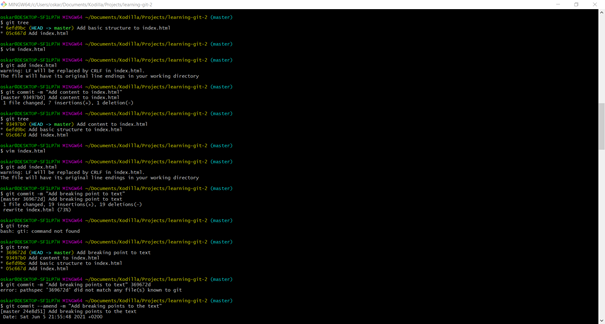 MINGW64:/c/Users/oskar/Documents/Kodilla/Projects/learning-git-2
oskar@DESKTOP-5F1LP7H MINGW64 ~/Documents/Kodilla/Projects/learning-git-2 (master)
$ git tree
* 6efd9bc (HEAD -> master) Add basic structure to index.html
* 05c667d Add index.html
oskar@DESKTOP-5F1LP7H MINGW64 ~/Documents/Kodilla/Projects/learning-git-2 (master)
$ vim index.html
oskar@DESKTOP-5F1LP7H MINGW64 ~/Documents/Kodilla/Projects/learning-git-2 (master)
$ git add index.html
warning: LF will be replaced by CRLF in index.html.
The file will have its original line endings in your working directory
oskar@DESKTOP-5F1LP7H MINGW64 ~/Documents/Kodilla/Projects/learning-git-2 (master)
$ git commit -m "Add content to index.html"
[master 93497b0] Add content to index.html
1 file changed, 7 insertions(+), 1 deletion(-)
oskar@DESKTOP-5F1LP7H MINGW64 ~/Documents/Kodilla/Projects/learning-git-2 (master)
$ git tree
* 93497b0 (HEAD -> master) Add content to index.html
* 6efd9bc Add basic structure to index.html
* 05c667d Add index.html
oskar@DESKTOP-5F1LP7H MINGW64 ~/Documents/Kodilla/Projects/learning-git-2 (master)
$ vim index.html
oskar@DESKTOP-5F1LP7H MINGW64 ~/Documents/Kodilla/Projects/learning-git-2 (master)
$ git add index.html
warning: LF will be replaced by CRLF in index.html.
The file will have its original line endings in your working directory
oskar@DESKTOP-5F1LP7H MINGW64 ~/Documents/Kodilla/Projects/learning-git-2 (master)
$ git commit -m "Add breaking point to text"
[master 369672d] Add breaking point to text
1 file changed, 19 insertions(+), 19 deletions(-)
rewrite index.html (73%)
oskar@DESKTOP-5F1LP7H MINGW64 ~/Documents/Kodilla/Projects/learning-git-2 (master)
$ gti tree
bash: gti: command not found
oskar@DESKTOP-5F1LP7H MINGW64 ~/Documents/Kodilla/Projects/learning-git-2 (master)
$ git tree
* 369672d (HEAD -> master) Add breaking point to text
* 93497b0 Add content to index.html
* 6efd9bc Add basic structure to index.html
* 05c667d Add index.html
oskar@DESKTOP-5F1LP7H MINGW64 ~/Documents/Kodilla/Projects/learning-git-2 (master)
$ git commit -m "Add breaking points to text" 369672d
error: pathspec '369672d' did not match any file(s) known to git
oskar@DESKTOP-5F1LP7H MINGW64 ~/Documents/Kodilla/Projects/learning-git-2 (master)
$ git commit --amend -m "Add breaking points to the text"
[master 24e8d51] Add breaking points to the text
Date: Sat Jun 5 21:55:48 2021 +0200